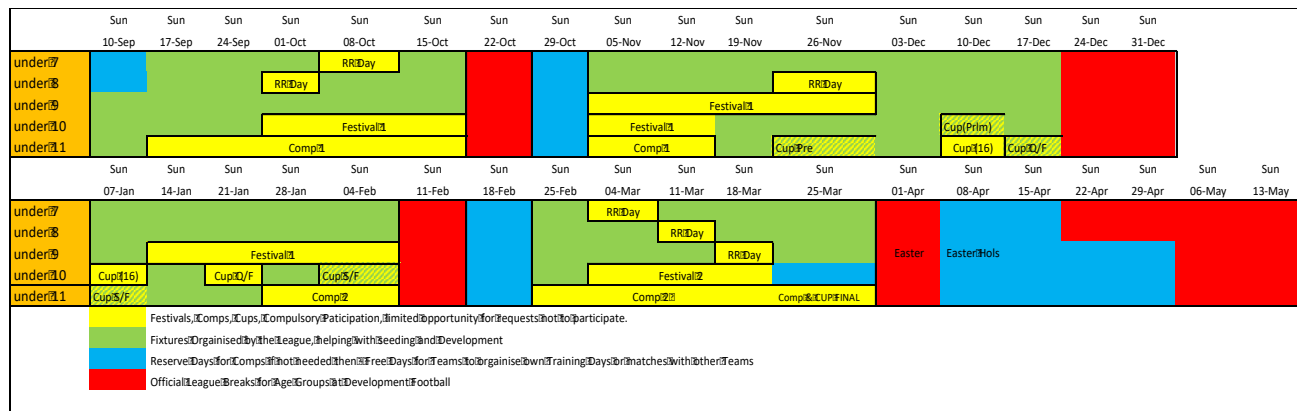 Sun Sun Sun Sun Sun Sun Sun Sun Sun Sun Sun Sun Sun Sun Sun Sun Sun
10-Sep 17-Sep 24-Sep 01-Oct 08-Oct 15-Oct 22-Oct 29-Oct 05-Nov 12-Nov 19-Nov 26-Nov 03-Dec 10-Dec 17-Dec 24-Dec 31-Dec
under 7 RR Day
under 8 RR Day RR Day
under 9 Festival 1
under 10 Festival 1 Festival 1 Cup (Prlm)
under 11 Comp 1 Comp 1 Cup Pre Cup (16) Cup Q/F
Sun Sun Sun Sun Sun Sun Sun Sun Sun Sun Sun Sun Sun Sun Sun Sun Sun Sun Sun
07-Jan 14-Jan 21-Jan 28-Jan 04-Feb 11-Feb 18-Feb 25-Feb 04-Mar 11-Mar 18-Mar 25-Mar 01-Apr 08-Apr 15-Apr 22-Apr 29-Apr 06-May 13-May
under 7 RR Day
under 8 RR Day
under 9 Festival 1 RR Day Easter Easter Hols
under 10 Cup (16) Cup Q/F Cup S/F Festival 2
under 11 Cup S/F Comp 2 Comp 2 Comp & CUP FINAL
Festivals, Comps, Cups, Compulsory Paticipation, limited opportunity for requests not to participate.
Fixtures Orgainised by the League, helping with seeding and Development
Reserve Days for Comps if not needed then Free Days for Teams to orgainise own Training Days or matches with other Teams
Official League Breaks for Age Groups at Development Football